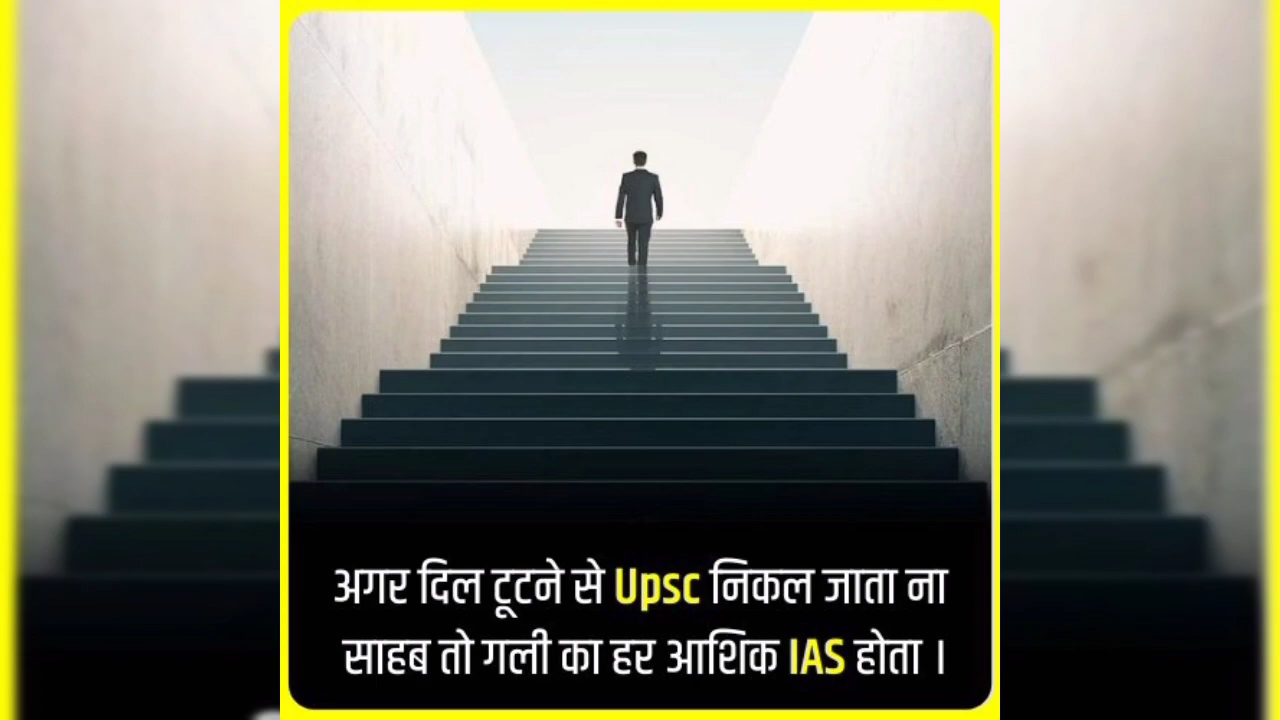 अगर दिल टूटने से Upsc निकल जाता ना
साहब तो गली का हर आशिक IAS होता ।